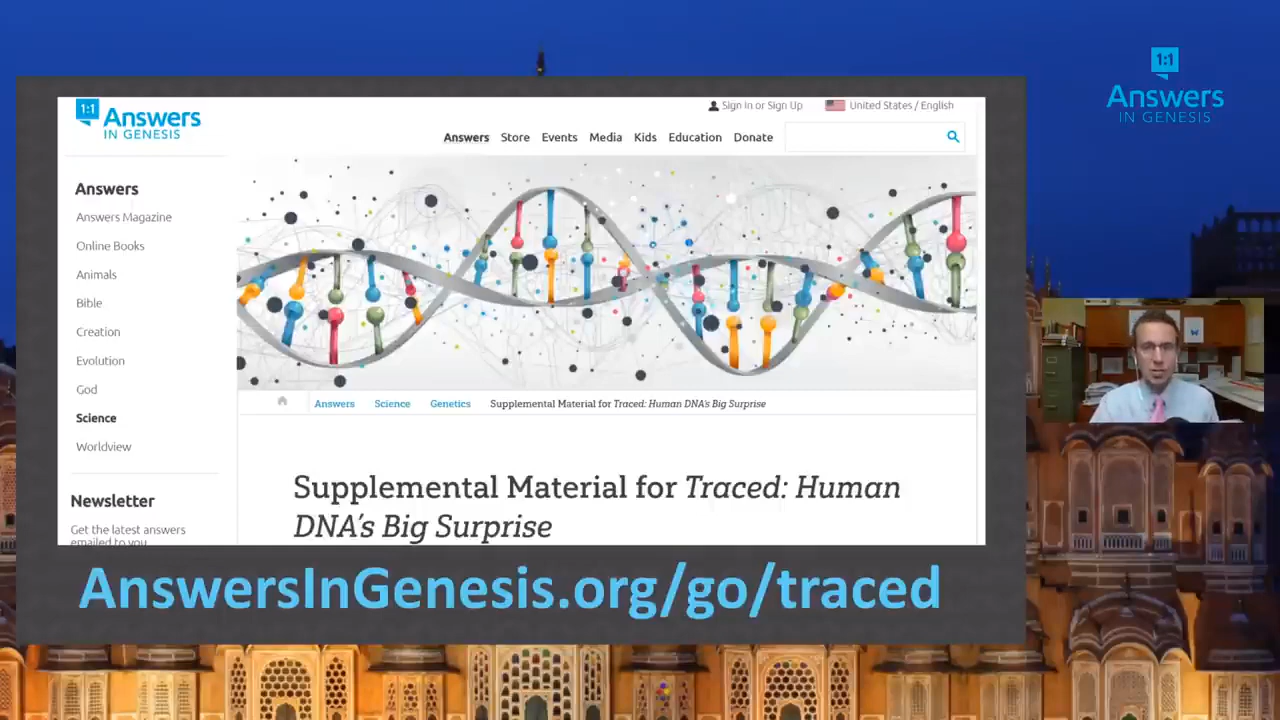 1:1
Answers
IN GENESIS
Sign In or Sign Up
United States / English
Answers Store Events Media Kids Education Donate
Answers
Answers Magazine
Online Books
Animals
Bible
Creation
Evolution
God
Science
Worldview
Newsletter
Get the latest answers
emailed to you
Answers Science Genetics Supplemental Material for Traced: Human DNA's Big Surprise
Supplemental Material for Traced: Human
DNA's Big Surprise
AnswersInGenesis.org/go/traced
1:1
Answers
IN GENESIS